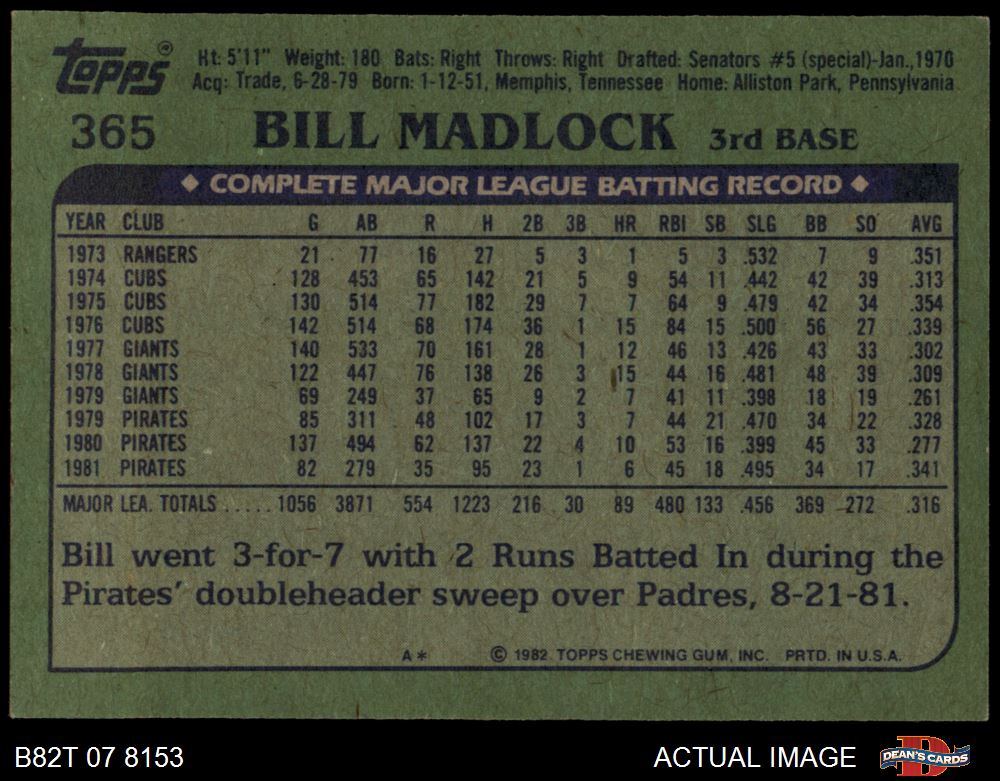 Topps®
Ht: 5'11" Weight: 180 Bats: Right Throws: Right Drafted: Senators #5 (special)-Jan.,1970
Acq: Trade, 6-28-79 Born: 1-12-51, Memphis, Tennessee Home: Alliston Park, Pennsylvania
365 BILL MADLOCK 3rd BASE
◆ COMPLETE MAJOR LEAGUE BATTING RECORD ◆
YEAR CLUB G AB R H 2B 3B HR RBI SB SLG BB SO AVG
1973 RANGERS 21 77 16 27 5 3 1 5 3 .532 7 9 .351
1974 CUBS 128 453 65 142 21 5 9 54 11 .442 42 39 .313
1975 CUBS 130 514 77 182 29 7 7 64 9 .479 42 34 .354
1976 CUBS 142 514 68 174 36 1 15 84 15 .500 56 27 .339
1977 GIANTS 140 533 70 161 28 1 12 46 13 .426 43 33 .302
1978 GIANTS 122 447 76 138 26 3 15 44 16 .481 48 39 .309
1979 GIANTS 69 249 37 65 9 2 7 41 11 .398 18 19 .261
1979 PIRATES 85 311 48 102 17 3 7 44 21 .470 34 22 .328
1980 PIRATES 137 494 62 137 22 4 10 53 16 .399 45 33 .277
1981 PIRATES 82 279 35 95 23 1 6 45 18 .495 34 17 .341
MAJOR LEA. TOTALS ..... 1056 3871 554 1223 216 30 89 480 133 .456 369 272 .316
Bill went 3-for-7 with 2 Runs Batted In during the
Pirates' doubleheader sweep over Padres, 8-21-81.
A* © 1982 TOPPS CHEWING GUM, INC. PRTD. IN U.S.A.
B82T 07 8153 ACTUAL IMAGE DEAN'S CARDS